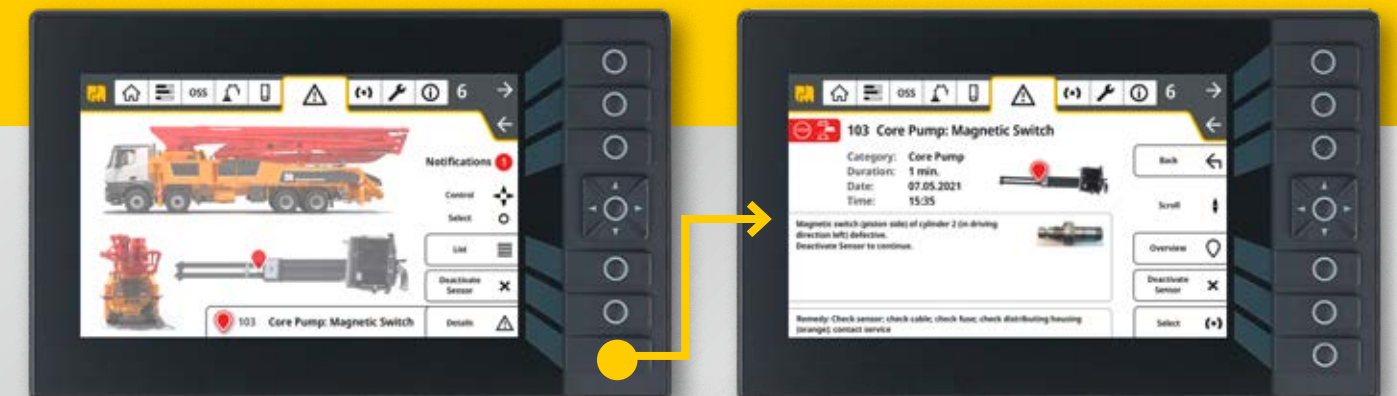 OSS
6
Notifications 1
Control
Select
List
Deactivate
Sensor
103 Core Pump: Magnetic Switch
Details
OSS
6
103 Core Pump: Magnetic Switch
Category: Core Pump
Duration: 1 min.
Date: 07.05.2021
Time: 15:35
Magnetic switch (piston side) of cylinder 2 (in driving
direction left) defective.
Deactivate Sensor to continue.
Remedy: Check sensor; check cable; check fuse; check distributing housing
(orange); contact service
Back
Scroll
Overview
Deactivate
Sensor
Select